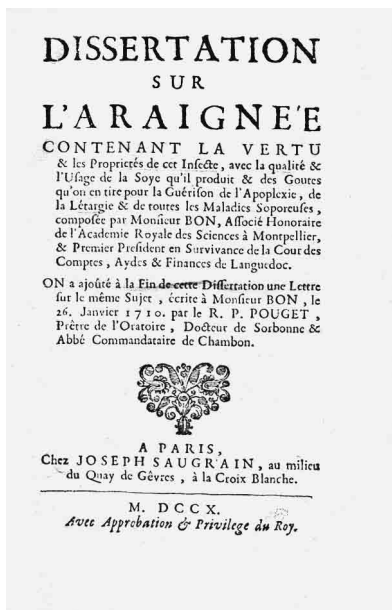 DISSERTATION
SUR
L'ARAIGNÉE
CONTENANT LA VERTU
& les Proprietés de cet Insecte, avec la qualité &
l'Usage de la Soye qu'il produit & des Goutes
qu'on en tire pour la Guérison de l'Apoplexie, de
la Létargie & de toutes les Maladies Soporeuses,
composée par Monsieur BON, Associé Honoraire
de l'Academie Royale des Sciences à Montpellier,
& Premier President en Survivance de la Cour des
Comptes, Aydes & Finances de Languedoc.
ON a ajoûté à la Fin de cette Dissertation une Lettre
sur le même Sujet, écrite à Monsieur BON, le
26. Janvier 1710. par le R. P. POUGET,
Prêtre de l'Oratoire, Docteur de Sorbonne &
Abbé Commandataire de Chambon.
A PARIS,
Chez JOSEPH SAUGRAIN, au milieu
du Quay de Gêvres, à la Croix Blanche.
M. DCCX.
Avec Approbation & Privilege du Roy.